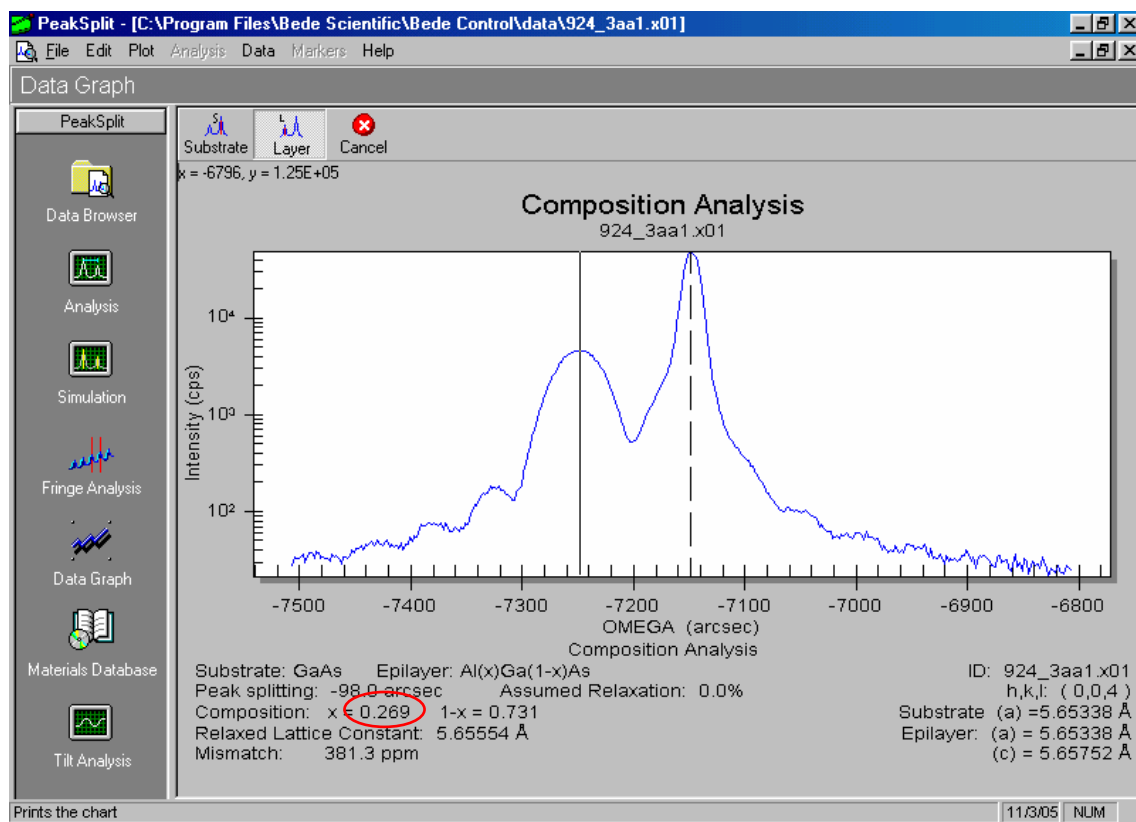 PeakSplit - [C:\Program Files\Bede Scientific\Bede Control\data\924_3aa1.x01]
File Edit Plot Analysis Data Markers Help
Data Graph
PeakSplit
Data Browser
Analysis
Simulation
Fringe Analysis
Data Graph
Materials Database
Tilt Analysis
S L
Substrate Layer Cancel
x = -6796, y = 1.25E+05
Composition Analysis
924_3aa1.x01
Intensity (cps)
10⁴
10³
10²
-7500 -7400 -7300 -7200 -7100 -7000 -6900 -6800
OMEGA (arcsec)
Composition Analysis
Substrate: GaAs Epilayer: Al(x)Ga(1-x)As ID: 924_3aa1.x01
Peak splitting: -98.0 arcsec Assumed Relaxation: 0.0% h,k,l: ( 0,0,4 )
Composition: x = 0.269 1-x = 0.731 Substrate (a) =5.65338 Å
Relaxed Lattice Constant: 5.65554 Å Epilayer: (a) = 5.65338 Å
Mismatch: 381.3 ppm (c) = 5.65752 Å
Prints the chart 11/3/05 NUM